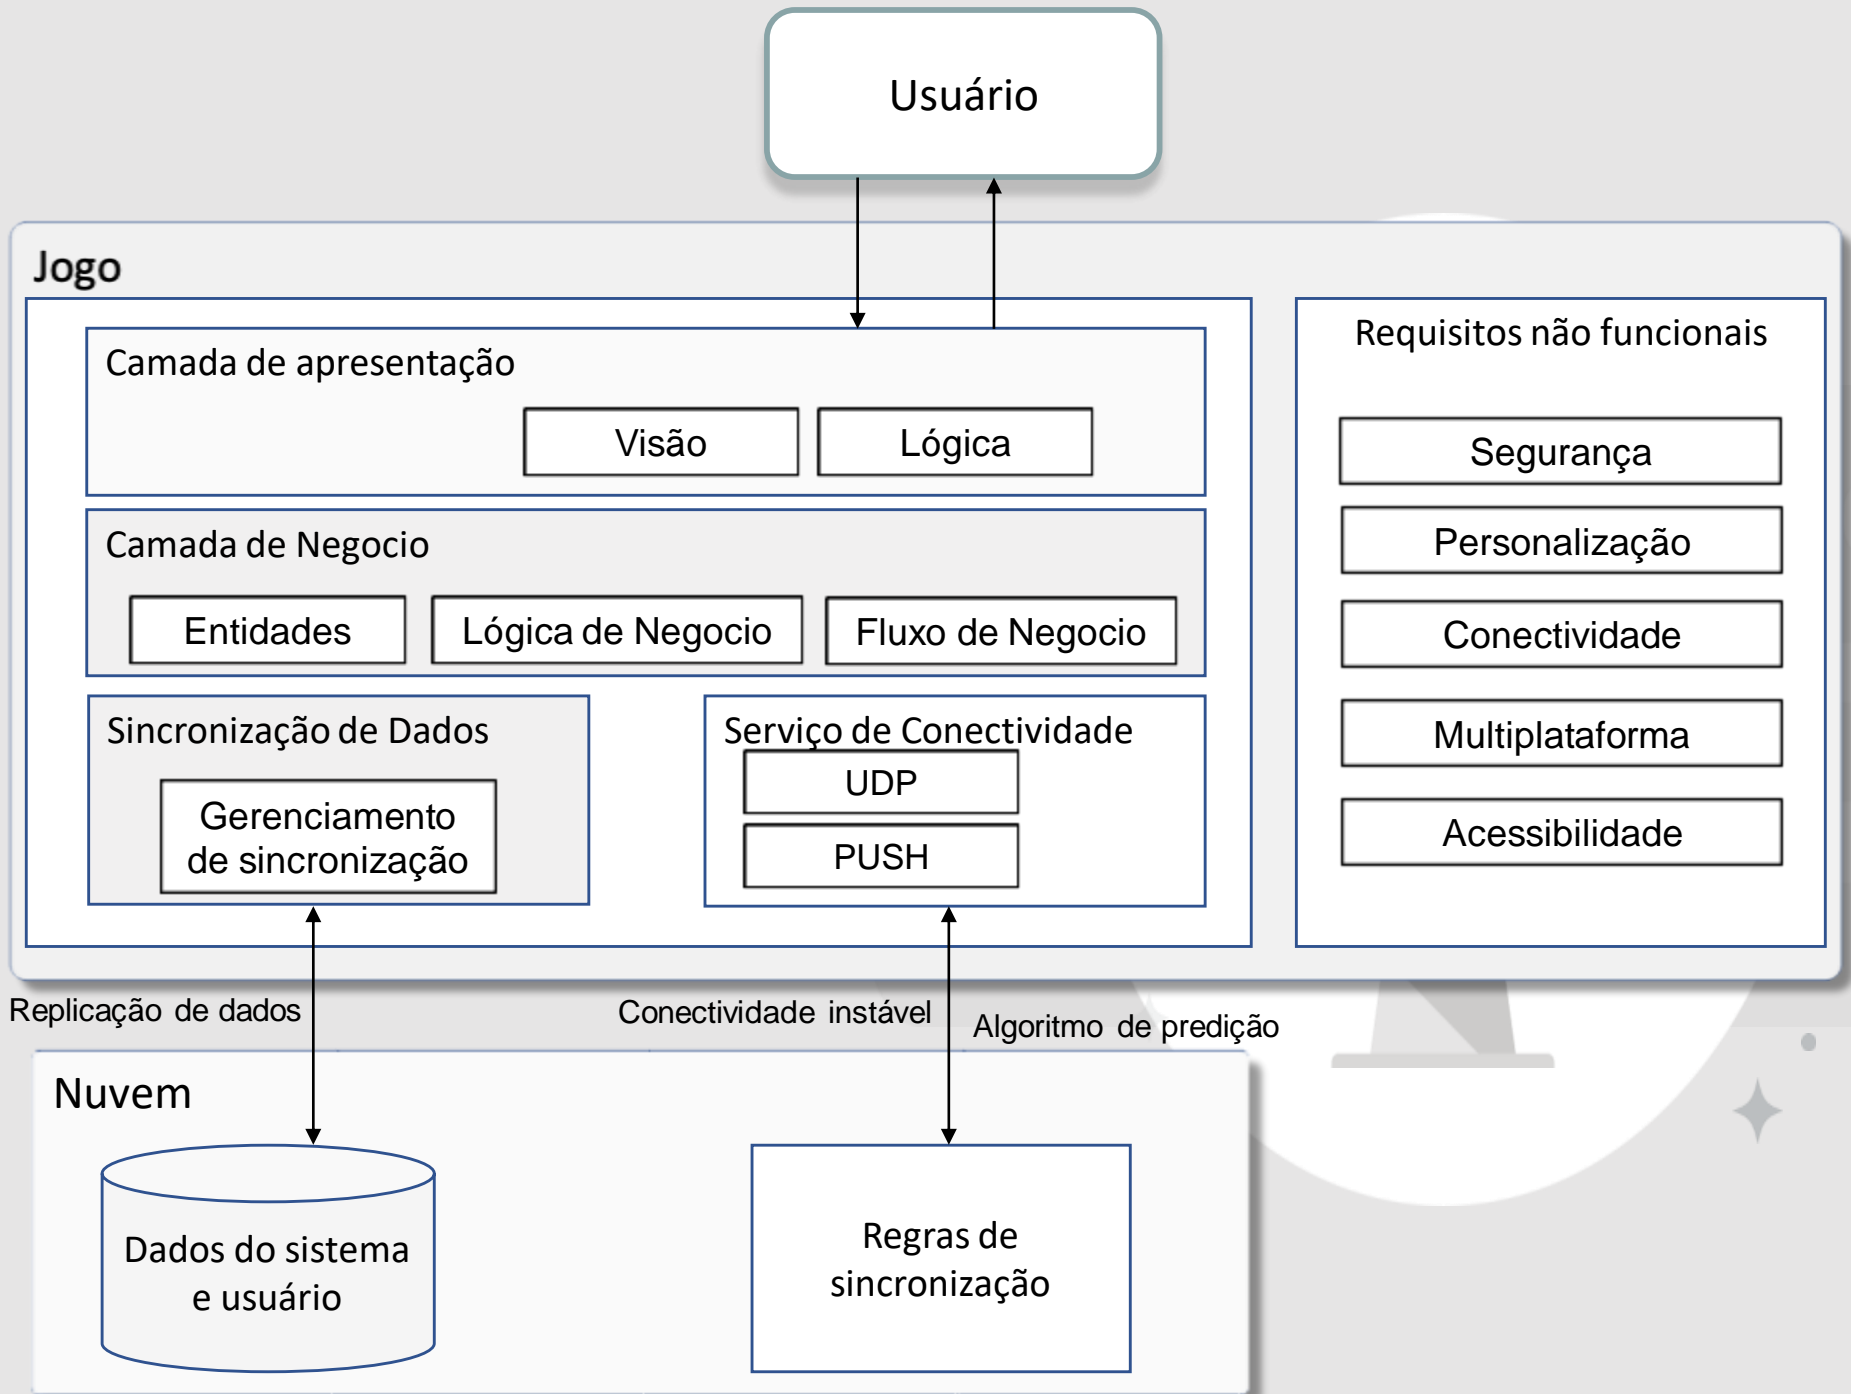 Usuário
Jogo
Camada de apresentação
Visão
Lógica
Camada de Negocio
Entidades
Lógica de Negocio
Fluxo de Negocio
Sincronização de Dados
Gerenciamento
de sincronização
Serviço de Conectividade
UDP
PUSH
Requisitos não funcionais
Segurança
Personalização
Conectividade
Multiplataforma
Acessibilidade
Replicação de dados
Conectividade instável
Algoritmo de predição
Nuvem
Dados do sistema
e usuário
Regras de
sincronização